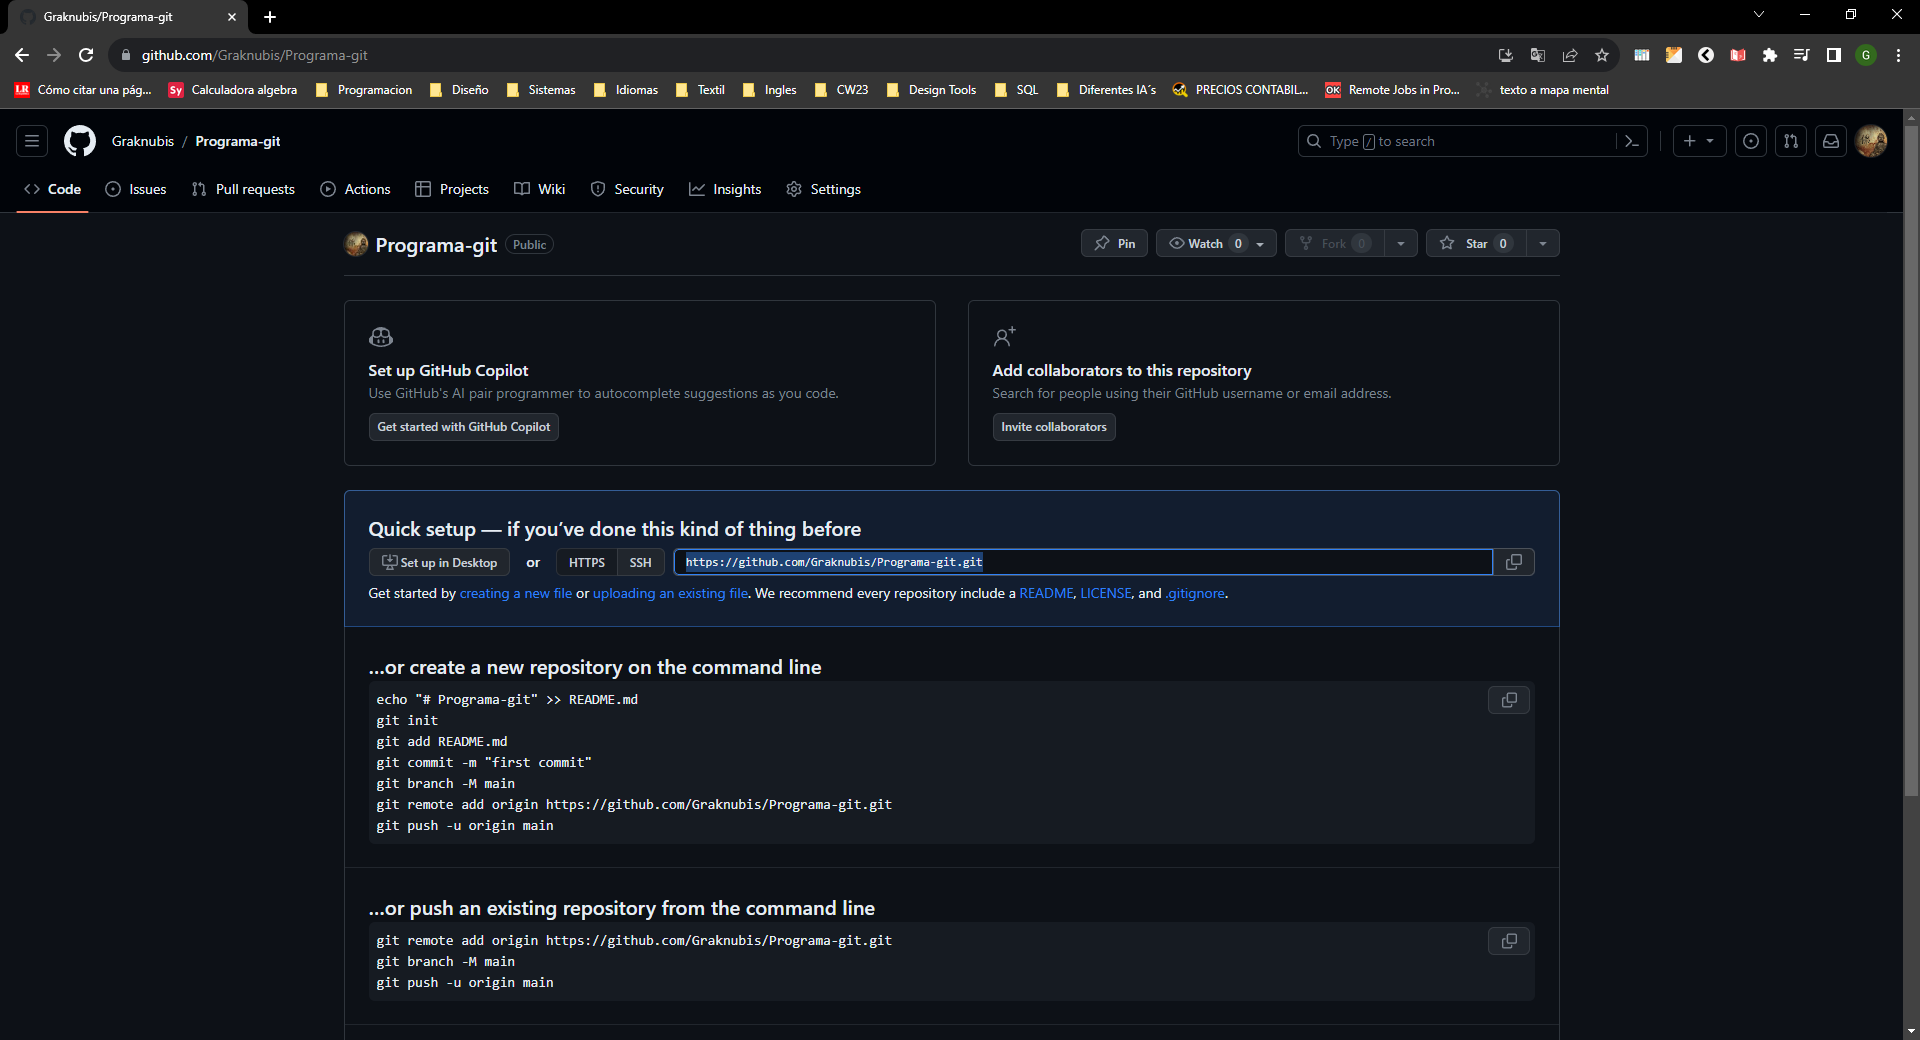 Graknubis/Programa-git
github.com/Graknubis/Programa-git
G
LR Cómo citar una pág... Sy Calculadora algebra Programacion Diseño Sistemas Idiomas Textil Ingles CW23 Design Tools SQL Diferentes IA´s PRECIOS CONTABIL... OK Remote Jobs in Pro... texto a mapa mental
Graknubis / Programa-git
Type / to search
Code Issues Pull requests Actions Projects Wiki Security Insights Settings
Programa-git Public
Pin Watch 0 Fork 0 Star 0
Set up GitHub Copilot
Use GitHub's AI pair programmer to autocomplete suggestions as you code.
Get started with GitHub Copilot
Add collaborators to this repository
Search for people using their GitHub username or email address.
Invite collaborators
Quick setup — if you’ve done this kind of thing before
Set up in Desktop or HTTPS SSH https://github.com/Graknubis/Programa-git.git
Get started by creating a new file or uploading an existing file. We recommend every repository include a README, LICENSE, and .gitignore.
…or create a new repository on the command line
echo "# Programa-git" >> README.md
git init
git add README.md
git commit -m "first commit"
git branch -M main
git remote add origin https://github.com/Graknubis/Programa-git.git
git push -u origin main
…or push an existing repository from the command line
git remote add origin https://github.com/Graknubis/Programa-git.git
git branch -M main
git push -u origin main